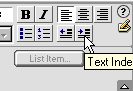 B I
?
List Item...
Text Inde